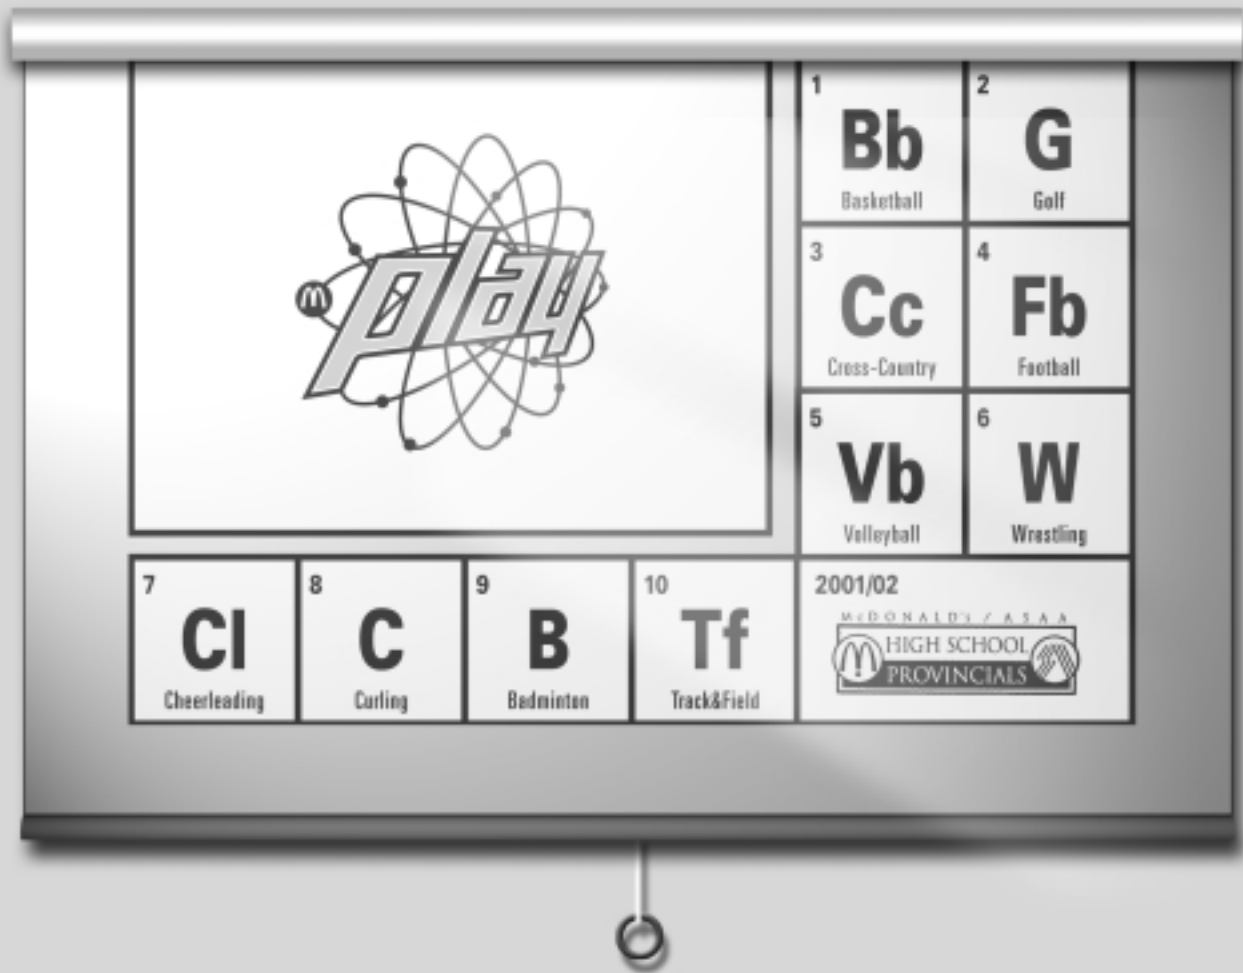 play
1
Bb
Basketball
2
G
Golf
3
Cc
Cross-Country
4
Fb
Football
5
Vb
Volleyball
6
W
Wrestling
7
Cl
Cheerleading
8
C
Curling
9
B
Badminton
10
Tf
Track&Field
2001/02
McDONALD's / ASAA
HIGH SCHOOL
PROVINCIALS